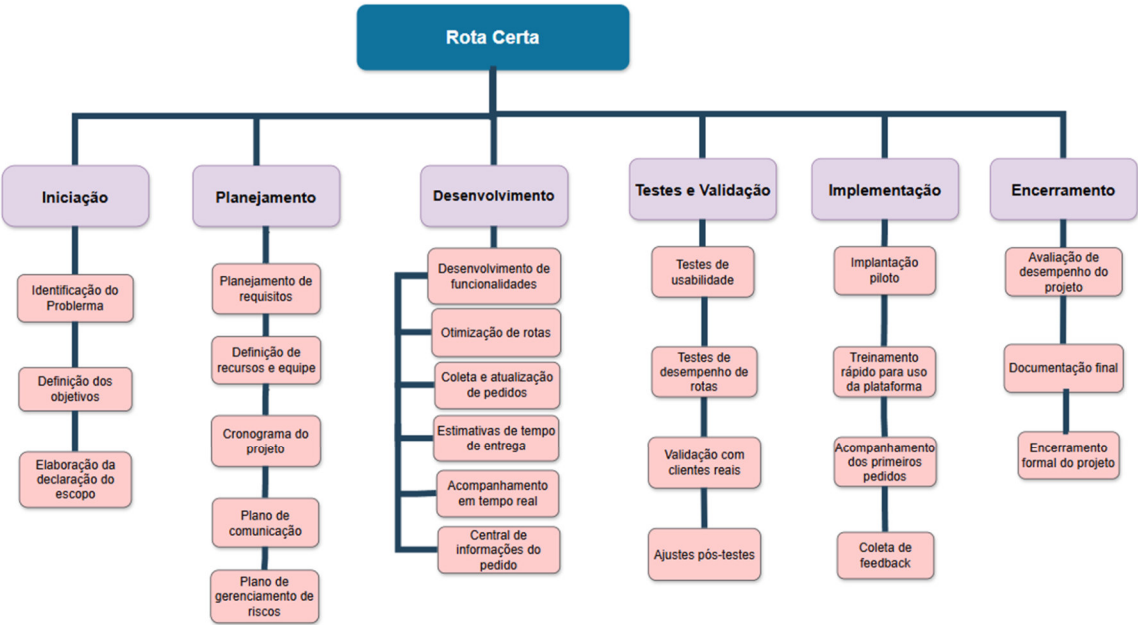 Rota Certa
Iniciação
Identificação do
Problerma
Definição dos
objetivos
Elaboração da
declaração do
escopo
Planejamento
Planejamento de
requisitos
Definição de
recursos e equipe
Cronograma do
projeto
Plano de
comunicação
Plano de
gerenciamento de
riscos
Desenvolvimento
Desenvolvimento de
funcionalidades
Otimização de rotas
Coleta e atualização
de pedidos
Estimativas de tempo
de entrega
Acompanhamento
em tempo real
Central de
informações do
pedido
Testes e Validação
Testes de
usabilidade
Testes de
desempenho de
rotas
Validação com
clientes reais
Ajustes pós-testes
Implementação
Implantação
piloto
Treinamento
rápido para uso
da plataforma
Acompanhamento
dos primeiros
pedidos
Coleta de
feedback
Encerramento
Avaliação de
desempenho do
projeto
Documentação final
Encerramento
formal do projeto